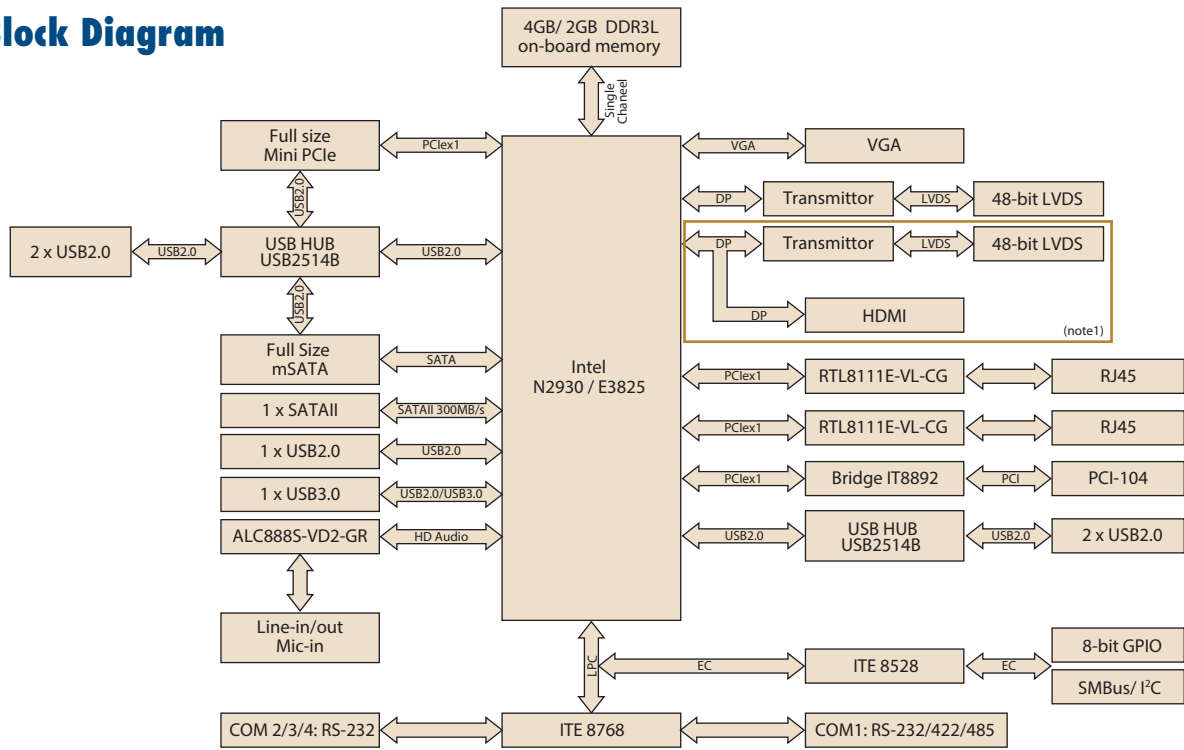 Block Diagram
4GB/ 2GB DDR3L
on-board memory
Single
Chaneel
Full size
Mini PCIe
PCIex1
VGA
VGA
USB2.0
DP
Transmittor
LVDS
48-bit LVDS
2 x USB2.0
USB2.0
USB HUB
USB2514B
USB2.0
DP
Transmittor
LVDS
48-bit LVDS
USB2.0
DP
HDMI
(note1)
Full Size
mSATA
SATA
Intel
N2930 / E3825
PCIex1
RTL8111E-VL-CG
RJ45
1 x SATAII
SATAII 300MB/s
PCIex1
RTL8111E-VL-CG
RJ45
1 x USB2.0
USB2.0
PCIex1
Bridge IT8892
PCI
PCI-104
1 x USB3.0
USB2.0/USB3.0
ALC888S-VD2-GR
HD Audio
USB2.0
USB HUB
USB2514B
USB2.0
2 x USB2.0
Line-in/out
Mic-in
LPC
EC
ITE 8528
EC
8-bit GPIO
SMBus/ I²C
COM 2/3/4: RS-232
ITE 8768
COM1: RS-232/422/485